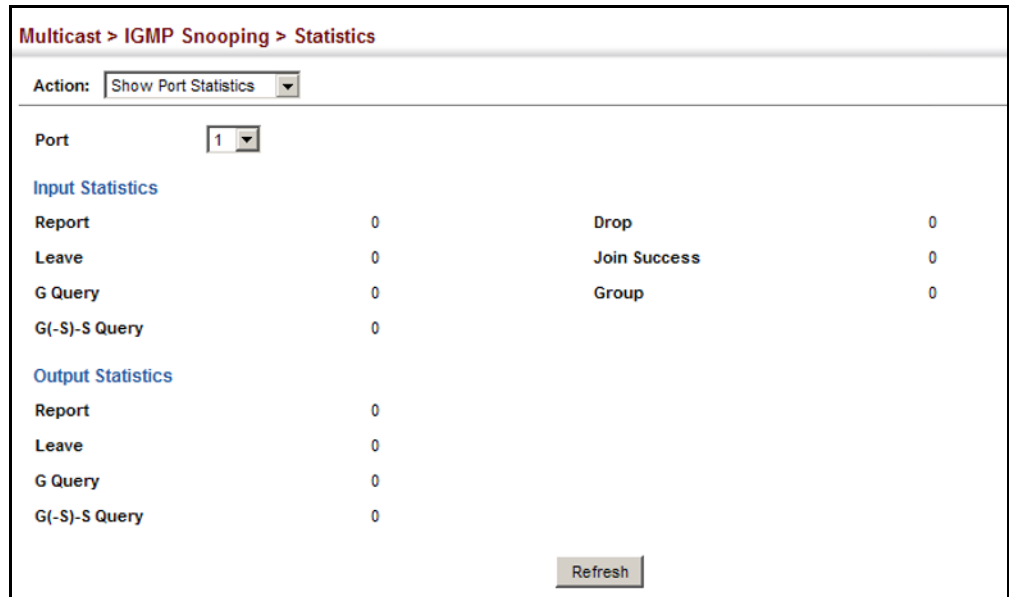 Multicast > IGMP Snooping > Statistics
Action: Show Port Statistics
Port 1
Input Statistics
Report 0 Drop 0
Leave 0 Join Success 0
G Query 0 Group 0
G(-S)-S Query 0
Output Statistics
Report 0
Leave 0
G Query 0
G(-S)-S Query 0
Refresh